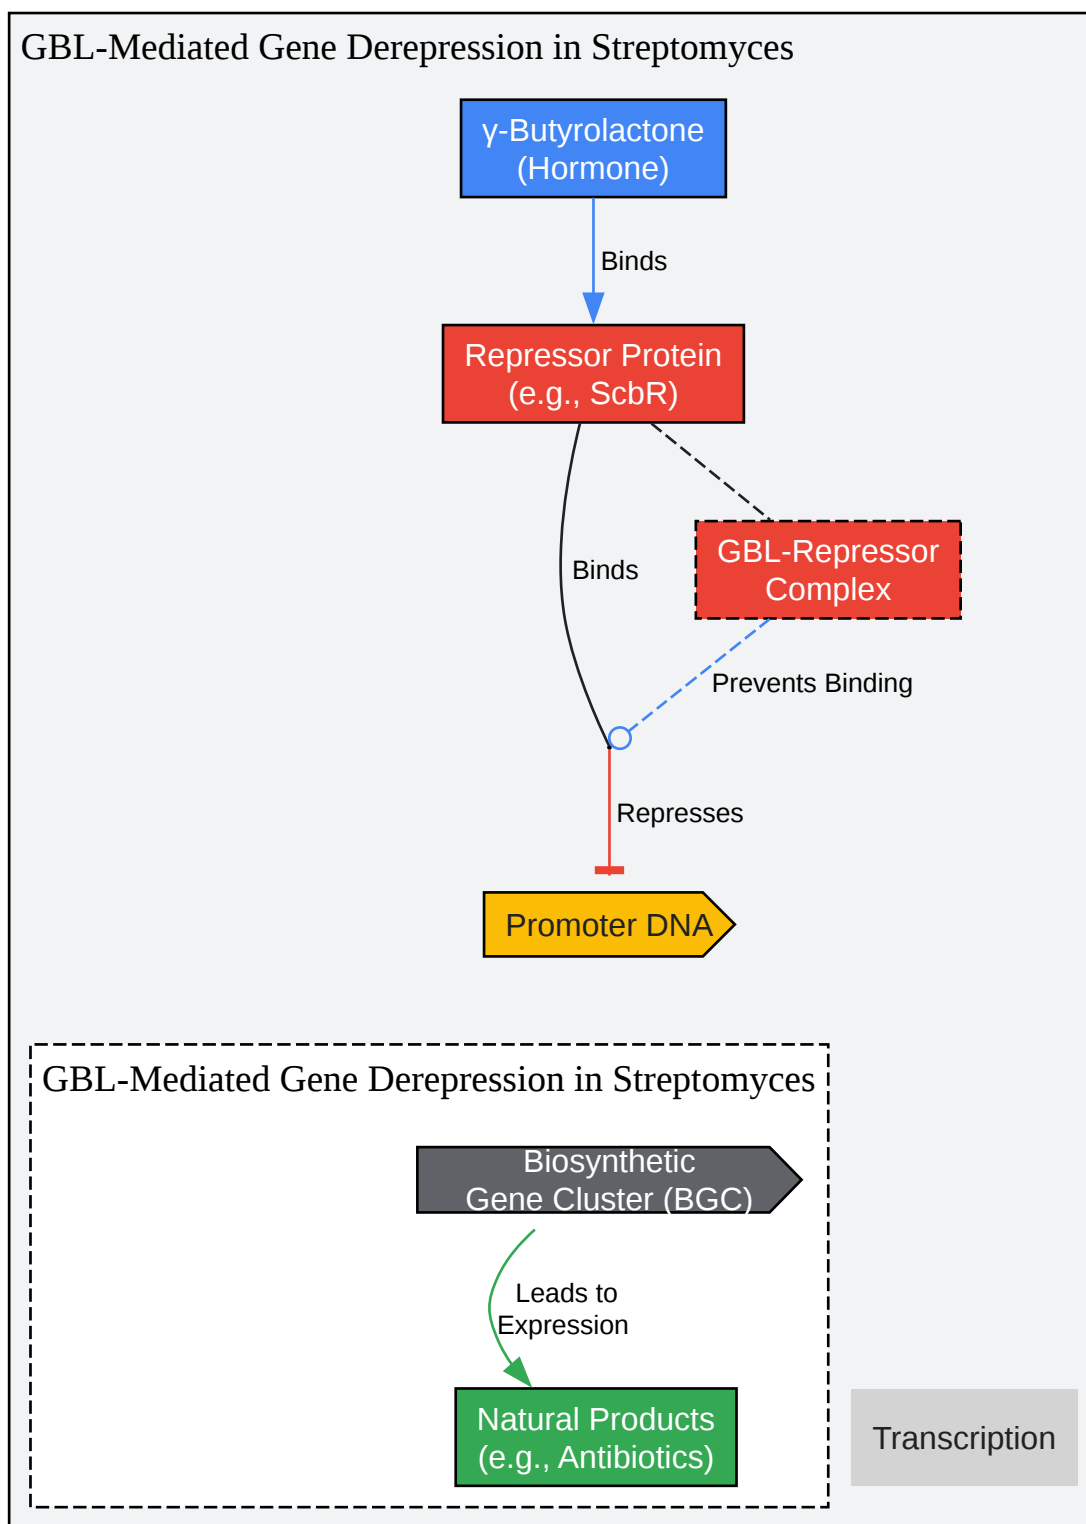 GBL-Mediated Gene Derepression in Streptomyces
γ-Butyrolactone
(Hormone)
Binds
Repressor Protein
(e.g., ScbR)
Binds
GBL-Repressor
Complex
Prevents Binding
Represses
Promoter DNA
GBL-Mediated Gene Derepression in Streptomyces
Biosynthetic
Gene Cluster (BGC)
Leads to
Expression
Natural Products
(e.g., Antibiotics)
Transcription